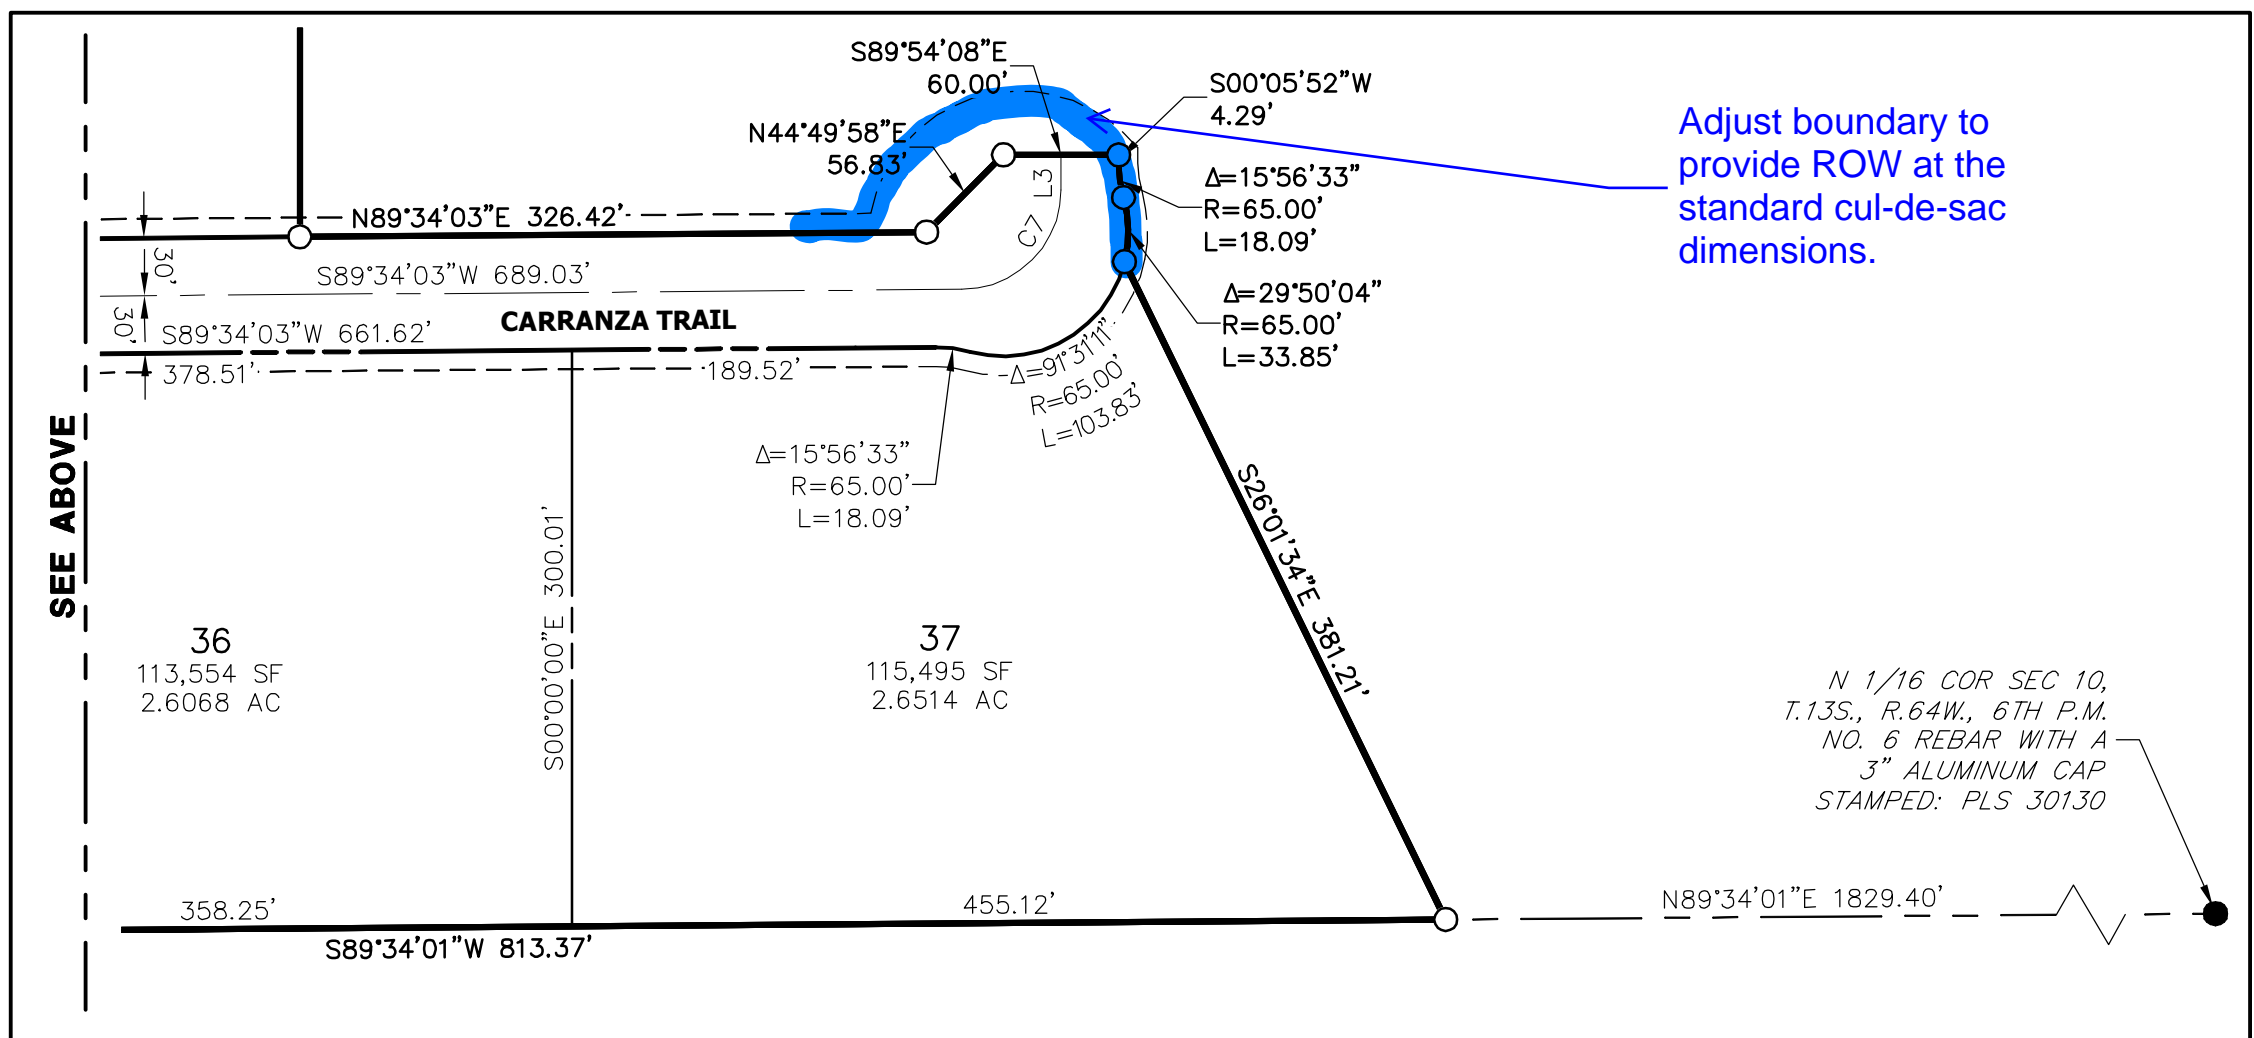 S89°54'08"E
60.00'
S00°05'52"W
4.29'
N44°49'58"E
56.83'
Adjust boundary to
provide ROW at the
standard cul-de-sac
dimensions.
Δ=15°56'33"
R=65.00'
L=18.09'
L3
C7
N89°34'03"E 326.42'
30'
S89°34'03"W 689.03'
30'
S89°34'03"W 661.62'
CARRANZA TRAIL
Δ=29°50'04"
R=65.00'
L=33.85'
378.51'
189.52'
Δ=91°31'11"
R=65.00'
L=103.83'
Δ=15°56'33"
R=65.00'
L=18.09'
SEE ABOVE
S00°00'00"E 300.01'
S26°01'34"E 381.21'
36
113,554 SF
2.6068 AC
37
115,495 SF
2.6514 AC
N 1/16 COR SEC 10,
T.13S., R.64W., 6TH P.M.
NO. 6 REBAR WITH A
3" ALUMINUM CAP
STAMPED: PLS 30130
358.25'
455.12'
N89°34'01"E 1829.40'
S89°34'01"W 813.37'